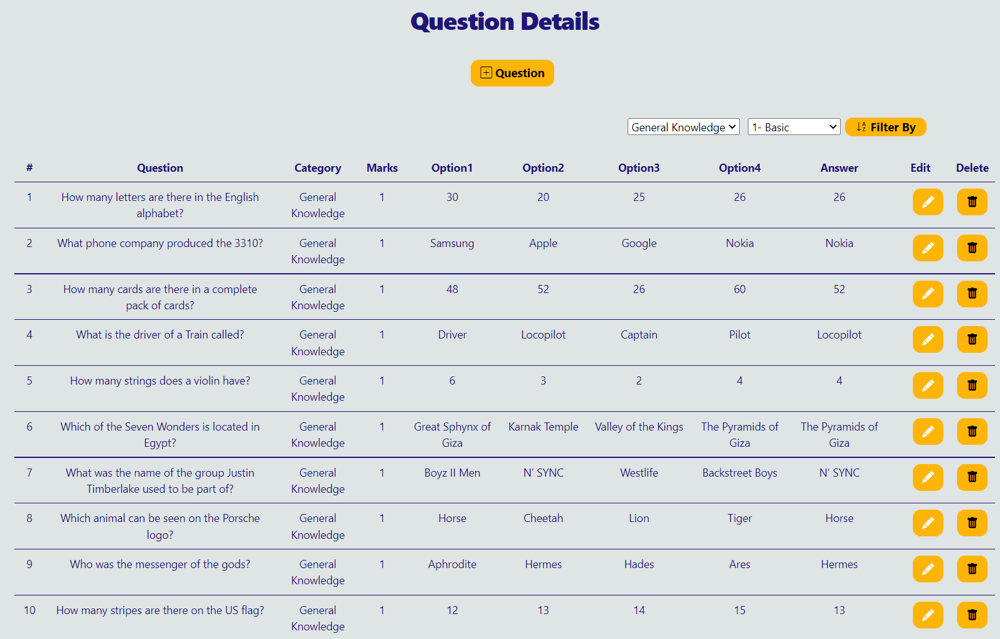 Question Details
Question
General Knowledge 1- Basic Filter By
# Question Category Marks Option1 Option2 Option3 Option4 Answer Edit Delete
1 How many letters are there in the English General 1 30 20 25 26 26
alphabet? Knowledge
2 What phone company produced the 3310? General 1 Samsung Apple Google Nokia Nokia
Knowledge
3 How many cards are there in a complete General 1 48 52 26 60 52
pack of cards? Knowledge
4 What is the driver of a Train called? General 1 Driver Locopilot Captain Pilot Locopilot
Knowledge
5 How many strings does a violin have? General 1 6 3 2 4 4
Knowledge
6 Which of the Seven Wonders is located in General 1 Great Sphynx of Karnak Temple Valley of the Kings The Pyramids of The Pyramids of
Egypt? Knowledge Giza Giza Giza
7 What was the name of the group Justin General 1 Boyz II Men N’ SYNC Westlife Backstreet Boys N’ SYNC
Timberlake used to be part of? Knowledge
8 Which animal can be seen on the Porsche General 1 Horse Cheetah Lion Tiger Horse
logo? Knowledge
9 Who was the messenger of the gods? General 1 Aphrodite Hermes Hades Ares Hermes
Knowledge
10 How many stripes are there on the US flag? General 1 12 13 14 15 13
Knowledge